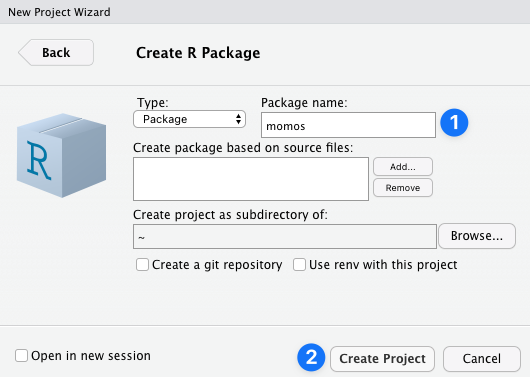 New Project Wizard
Back
Create R Package
R
Type:
Package name:
Package
momos
1
Create package based on source files:
Add...
Remove
Create project as subdirectory of:
~
Browse...
Create a git repository
Use renv with this project
Open in new session
2
Create Project
Cancel